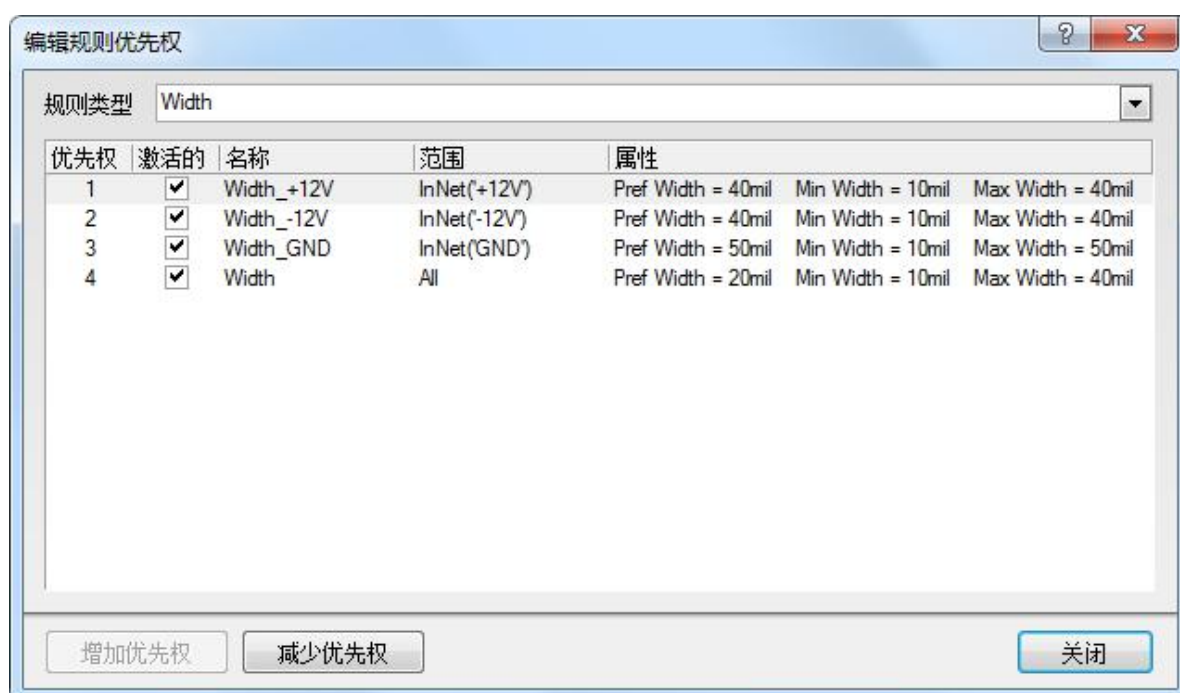 编辑规则优先权
规则类型 Width
优先权 激活的 名称 范围 属性
1 Width_+12V InNet('+12V') Pref Width = 40mil Min Width = 10mil Max Width = 40mil
2 Width_-12V InNet('-12V') Pref Width = 40mil Min Width = 10mil Max Width = 40mil
3 Width_GND InNet('GND') Pref Width = 50mil Min Width = 10mil Max Width = 50mil
4 Width All Pref Width = 20mil Min Width = 10mil Max Width = 40mil
增加优先权 减少优先权 关闭